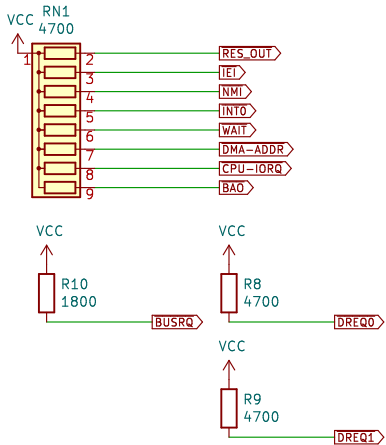 RN1
VCC 4700
1
2 RES_OUT
3 IEI
4 NMI
5 INT0
6 WAIT
7 DMA-ADDR
8 CPU-IORQ
9 BAO
VCC VCC
R10 R8
1800 4700
BUSRQ DREQ0
VCC
R9
4700
DREQ1